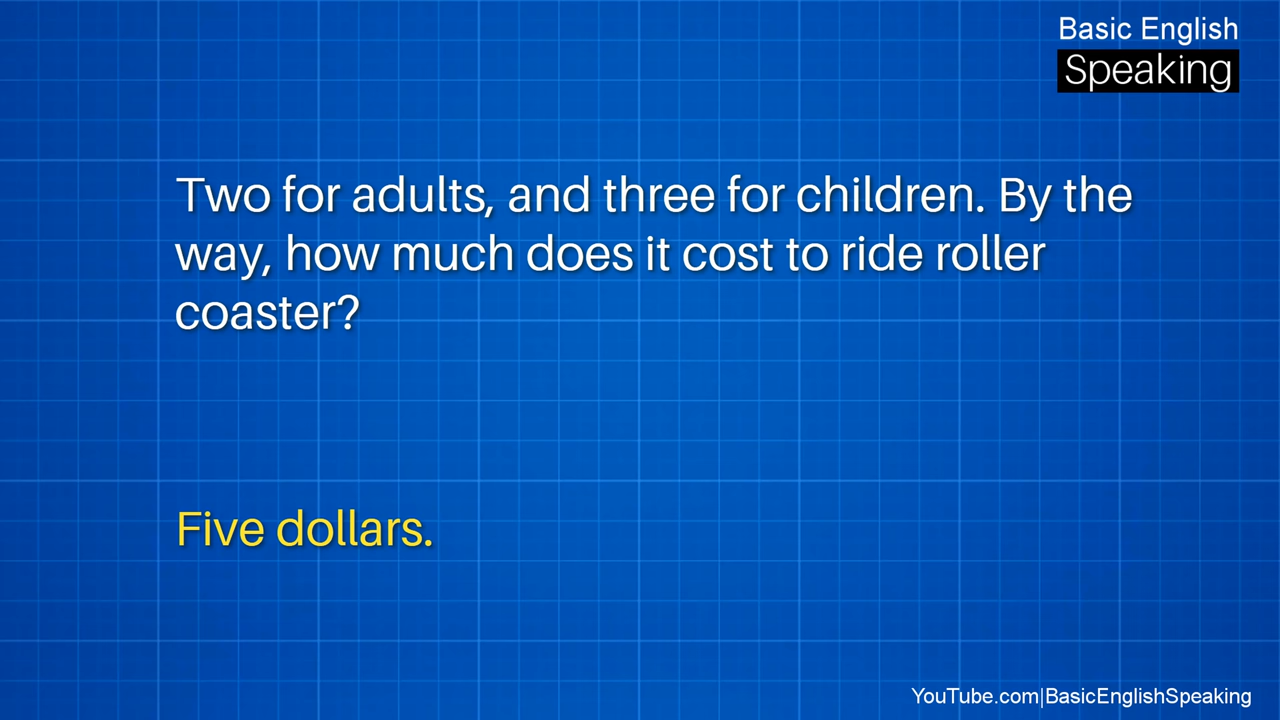 Basic English
Speaking
Two for adults, and three for children. By the
way, how much does it cost to ride roller
coaster?
Five dollars.
YouTube.com|BasicEnglishSpeaking